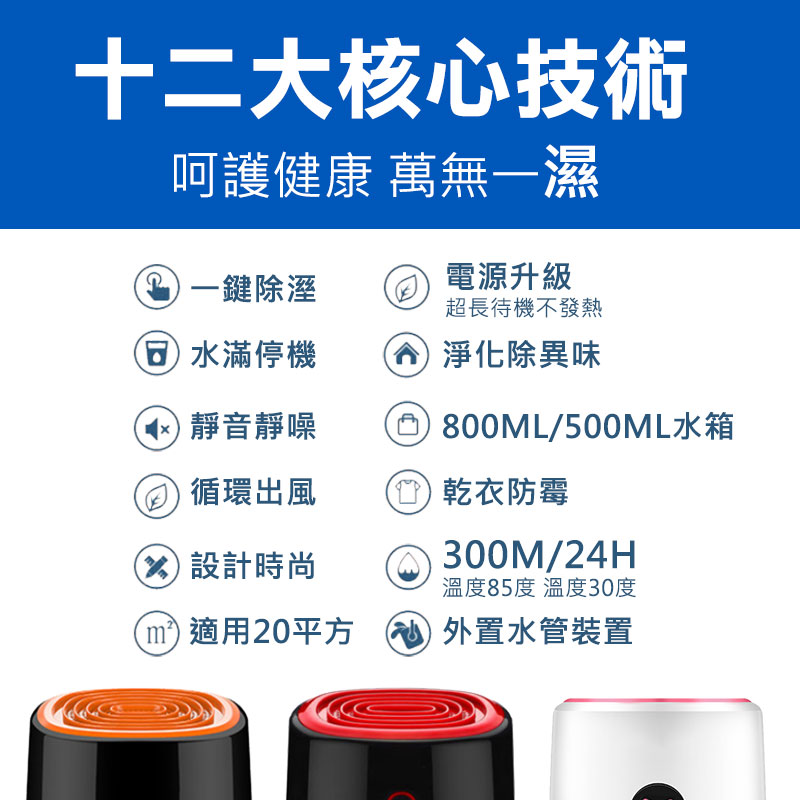 十二大核心技術
呵護健康 萬無一濕
一鍵除溼
電源升級
超長待機不發熱
水滿停機
淨化除異味
靜音靜噪
800ML/500ML水箱
循環出風
乾衣防霉
設計時尚
300M/24H
溫度85度 溫度30度
m²
適用20平方
外置水管裝置